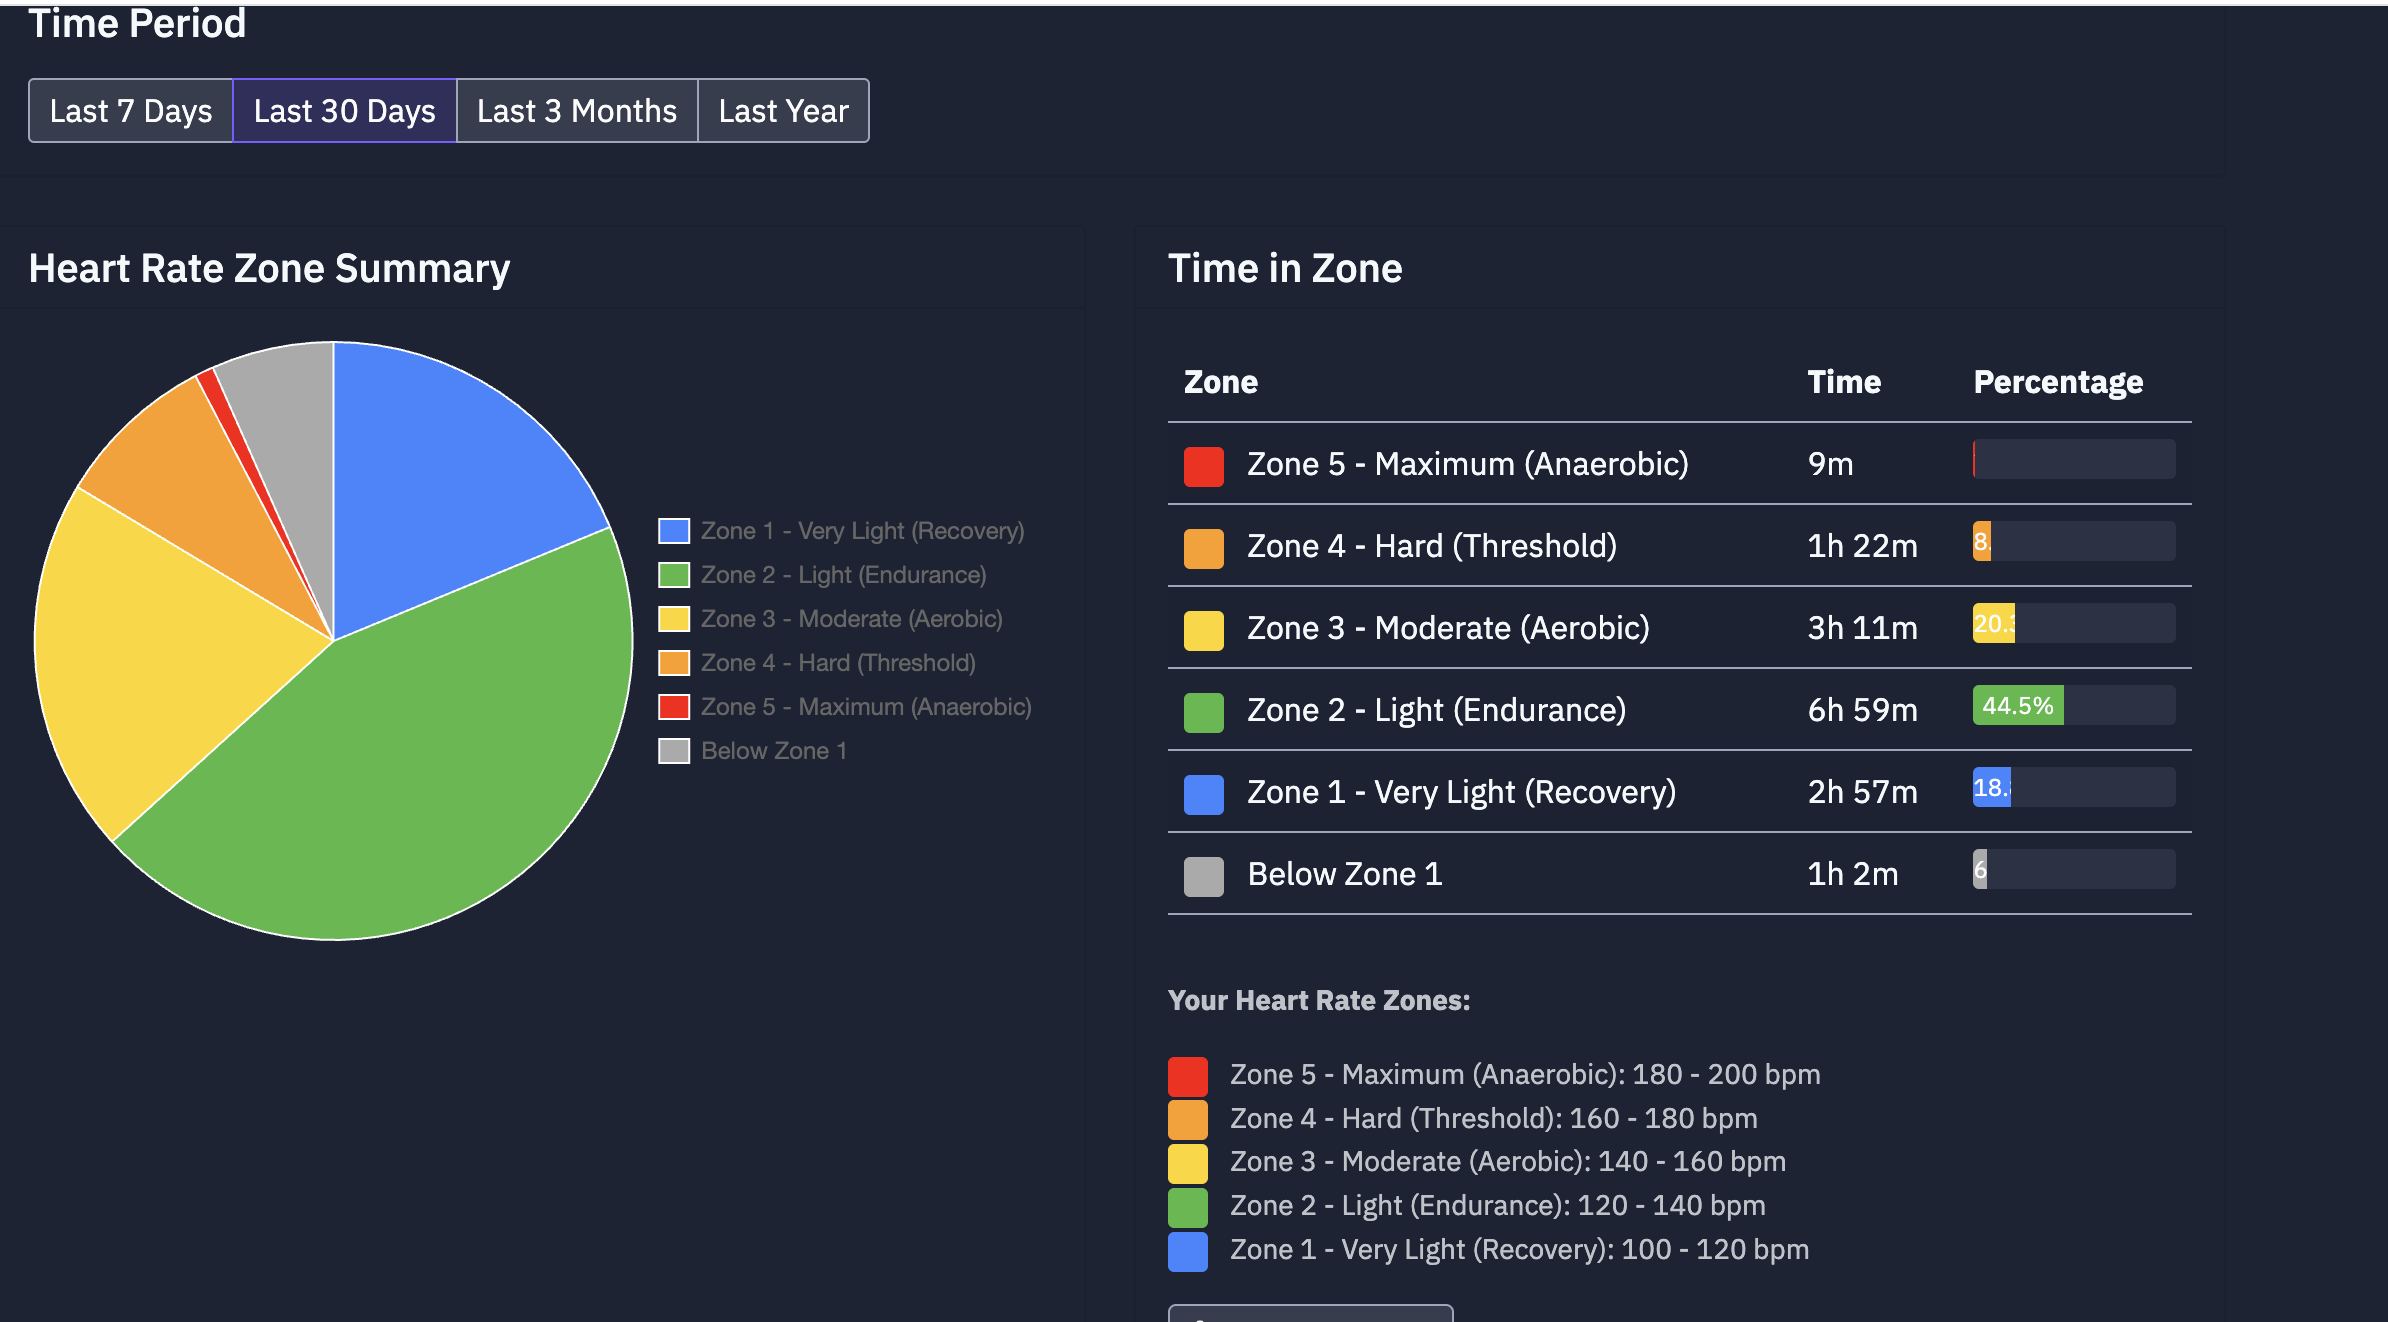 Time Period
Last 7 Days Last 30 Days Last 3 Months Last Year
Heart Rate Zone Summary
Zone 1 - Very Light (Recovery)
Zone 2 - Light (Endurance)
Zone 3 - Moderate (Aerobic)
Zone 4 - Hard (Threshold)
Zone 5 - Maximum (Anaerobic)
Below Zone 1
Time in Zone
Zone Time Percentage
Zone 5 - Maximum (Anaerobic) 9m
Zone 4 - Hard (Threshold) 1h 22m 8.
Zone 3 - Moderate (Aerobic) 3h 11m 20.
Zone 2 - Light (Endurance) 6h 59m 44.5%
Zone 1 - Very Light (Recovery) 2h 57m 18.
Below Zone 1 1h 2m 6
Your Heart Rate Zones:
Zone 5 - Maximum (Anaerobic): 180 - 200 bpm
Zone 4 - Hard (Threshold): 160 - 180 bpm
Zone 3 - Moderate (Aerobic): 140 - 160 bpm
Zone 2 - Light (Endurance): 120 - 140 bpm
Zone 1 - Very Light (Recovery): 100 - 120 bpm